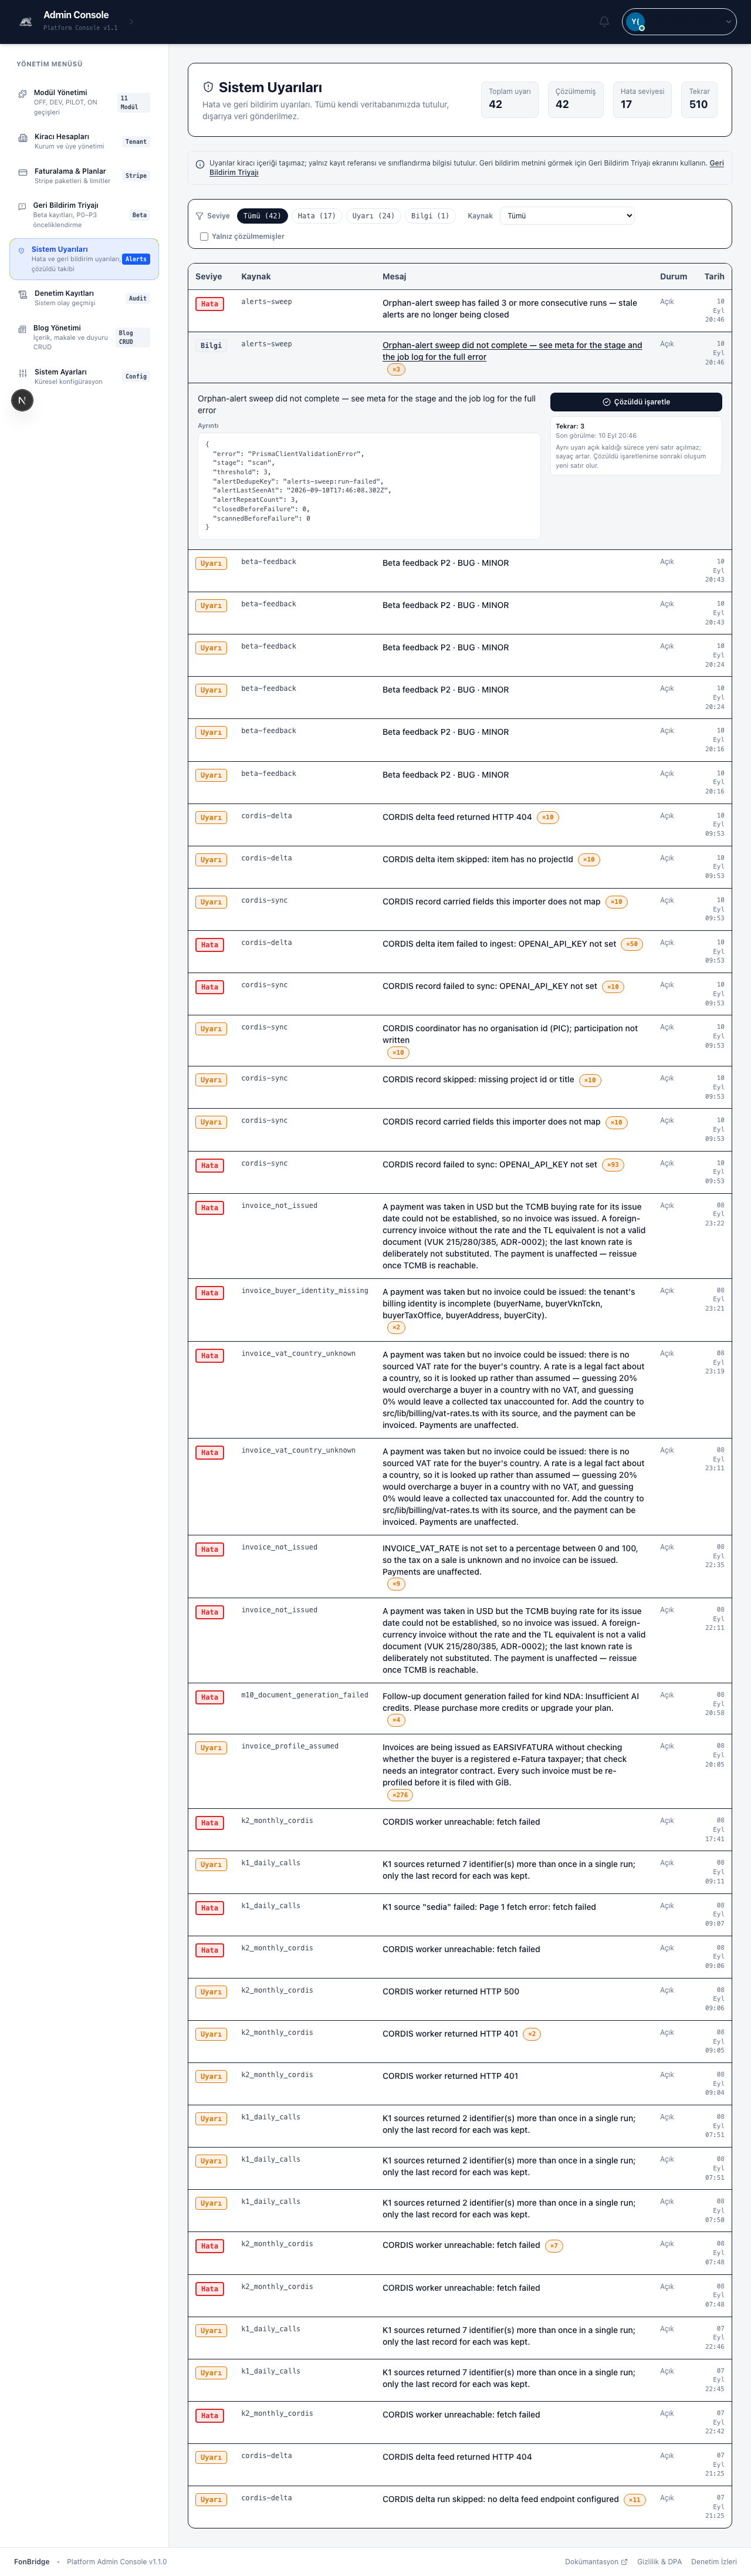 Admin Console
Platform Console v1.1
Y(
YÖNETİM MENÜSÜ
Modül Yönetimi
OFF, DEV, PILOT, ON geçişleri
11 Modül
Kiracı Hesapları
Kurum ve üye yönetimi
Tenant
Faturalama & Planlar
Stripe paketleri & limitler
Stripe
Geri Bildirim Triyajı
Beta kayıtları, P0–P3 önceliklendirme
Beta
Sistem Uyarıları
Hata ve geri bildirim uyarıları, çözüldü takibi
Alerts
Denetim Kayıtları
Sistem olay geçmişi
Audit
Blog Yönetimi
İçerik, makale ve duyuru CRUD
Blog CRUD
Sistem Ayarları
Küresel konfigürasyon
Config
N
Sistem Uyarıları
Hata ve geri bildirim uyarıları. Tümü kendi veritabanımızda tutulur,
dışarıya veri gönderilmez.
Toplam uyarı
42
Çözülmemiş
42
Hata seviyesi
17
Tekrar
510
Uyarılar kiracı içeriği taşımaz; yalnız kayıt referansı ve sınıflandırma bilgisi tutulur. Geri bildirim metnini görmek için Geri Bildirim Triyajı ekranını kullanın. Geri
Bildirim Triyajı
Seviye
Tümü (42)
Hata (17)
Uyarı (24)
Bilgi (1)
Kaynak
Tümü
Yalnız çözülmemişler
Seviye Kaynak Mesaj Durum Tarih
Hata alerts-sweep Orphan-alert sweep has failed 3 or more consecutive runs — stale Açık 10
alerts are no longer being closed Eyl
20:46
Bilgi alerts-sweep Orphan-alert sweep did not complete — see meta for the stage and Açık 10
the job log for the full error Eyl
×3 20:46
Orphan-alert sweep did not complete — see meta for the stage and the job log for the full
error
Ayrıntı
{
"error": "PrismaClientValidationError",
"stage": "scan",
"threshold": 3,
"alertDedupeKey": "alerts-sweep:run-failed",
"alertLastSeenAt": "2026-09-10T17:46:08.302Z",
"alertRepeatCount": 3,
"closedBeforeFailure": 0,
"scannedBeforeFailure": 0
}
Çözüldü işaretle
Tekrar: 3
Son görülme: 10 Eyl 20:46
Aynı uyarı açık kaldığı sürece yeni satır açılmaz;
sayaç artar. Çözüldü işaretlenirse sonraki oluşum
yeni satır olur.
Uyarı beta-feedback Beta feedback P2 · BUG · MINOR Açık 10
Eyl
20:43
Uyarı beta-feedback Beta feedback P2 · BUG · MINOR Açık 10
Eyl
20:43
Uyarı beta-feedback Beta feedback P2 · BUG · MINOR Açık 10
Eyl
20:24
Uyarı beta-feedback Beta feedback P2 · BUG · MINOR Açık 10
Eyl
20:24
Uyarı beta-feedback Beta feedback P2 · BUG · MINOR Açık 10
Eyl
20:16
Uyarı beta-feedback Beta feedback P2 · BUG · MINOR Açık 10
Eyl
20:16
Uyarı cordis-delta CORDIS delta feed returned HTTP 404 ×10 Açık 10
Eyl
09:53
Uyarı cordis-delta CORDIS delta item skipped: item has no projectId ×10 Açık 10
Eyl
09:53
Uyarı cordis-sync CORDIS record carried fields this importer does not map ×10 Açık 10
Eyl
09:53
Hata cordis-delta CORDIS delta item failed to ingest: OPENAI_API_KEY not set ×50 Açık 10
Eyl
09:53
Hata cordis-sync CORDIS record failed to sync: OPENAI_API_KEY not set ×10 Açık 10
Eyl
09:53
Uyarı cordis-sync CORDIS coordinator has no organisation id (PIC); participation not Açık 10
written Eyl
×10 09:53
Uyarı cordis-sync CORDIS record skipped: missing project id or title ×10 Açık 10
Eyl
09:53
Uyarı cordis-sync CORDIS record carried fields this importer does not map ×10 Açık 10
Eyl
09:53
Hata cordis-sync CORDIS record failed to sync: OPENAI_API_KEY not set ×93 Açık 10
Eyl
09:53
Hata invoice_not_issued A payment was taken in USD but the TCMB buying rate for its issue Açık 08
date could not be established, so no invoice was issued. A foreign- Eyl
currency invoice without the rate and the TL equivalent is not a valid 23:22
document (VUK 215/280/385, ADR-0002); the last known rate is
deliberately not substituted. The payment is unaffected — reissue
once TCMB is reachable.
Hata invoice_buyer_identity_missing A payment was taken but no invoice could be issued: the tenant's Açık 08
billing identity is incomplete (buyerName, buyerVknTckn, Eyl
buyerTaxOffice, buyerAddress, buyerCity). 23:21
×2
Hata invoice_vat_country_unknown A payment was taken but no invoice could be issued: there is no Açık 08
sourced VAT rate for the buyer's country. A rate is a legal fact about Eyl
a country, so it is looked up rather than assumed — guessing 20% 23:19
would overcharge a buyer in a country with no VAT, and guessing
0% would leave a collected tax unaccounted for. Add the country to
src/lib/billing/vat-rates.ts with its source, and the payment can be
invoiced. Payments are unaffected.
Hata invoice_vat_country_unknown A payment was taken but no invoice could be issued: there is no Açık 08
sourced VAT rate for the buyer's country. A rate is a legal fact about Eyl
a country, so it is looked up rather than assumed — guessing 20% 23:11
would overcharge a buyer in a country with no VAT, and guessing
0% would leave a collected tax unaccounted for. Add the country to
src/lib/billing/vat-rates.ts with its source, and the payment can be
invoiced. Payments are unaffected.
Hata invoice_not_issued INVOICE_VAT_RATE is not set to a percentage between 0 and 100, Açık 08
so the tax on a sale is unknown and no invoice can be issued. Eyl
Payments are unaffected. 22:35
×9
Hata invoice_not_issued A payment was taken in USD but the TCMB buying rate for its issue Açık 08
date could not be established, so no invoice was issued. A foreign- Eyl
currency invoice without the rate and the TL equivalent is not a valid 22:11
document (VUK 215/280/385, ADR-0002); the last known rate is
deliberately not substituted. The payment is unaffected — reissue
once TCMB is reachable.
Hata m10_document_generation_failed Follow-up document generation failed for kind NDA: Insufficient AI Açık 08
credits. Please purchase more credits or upgrade your plan. Eyl
×4 20:58
Uyarı invoice_profile_assumed Invoices are being issued as EARSIVFATURA without checking Açık 08
whether the buyer is a registered e-Fatura taxpayer; that check Eyl
needs an integrator contract. Every such invoice must be re- 20:05
profiled before it is filed with GİB.
×276
Hata k2_monthly_cordis CORDIS worker unreachable: fetch failed Açık 08
Eyl
17:41
Uyarı k1_daily_calls K1 sources returned 7 identifier(s) more than once in a single run; Açık 08
only the last record for each was kept. Eyl
09:11
Hata k1_daily_calls K1 source "sedia" failed: Page 1 fetch error: fetch failed Açık 08
Eyl
09:07
Hata k2_monthly_cordis CORDIS worker unreachable: fetch failed Açık 08
Eyl
09:06
Uyarı k2_monthly_cordis CORDIS worker returned HTTP 500 Açık 08
Eyl
09:06
Uyarı k2_monthly_cordis CORDIS worker returned HTTP 401 ×2 Açık 08
Eyl
09:05
Uyarı k2_monthly_cordis CORDIS worker returned HTTP 401 Açık 08
Eyl
09:04
Uyarı k1_daily_calls K1 sources returned 2 identifier(s) more than once in a single run; Açık 08
only the last record for each was kept. Eyl
07:51
Uyarı k1_daily_calls K1 sources returned 2 identifier(s) more than once in a single run; Açık 08
only the last record for each was kept. Eyl
07:51
Uyarı k1_daily_calls K1 sources returned 2 identifier(s) more than once in a single run; Açık 08
only the last record for each was kept. Eyl
07:50
Hata k2_monthly_cordis CORDIS worker unreachable: fetch failed ×7 Açık 08
Eyl
07:48
Hata k2_monthly_cordis CORDIS worker unreachable: fetch failed Açık 08
Eyl
07:48
Uyarı k1_daily_calls K1 sources returned 7 identifier(s) more than once in a single run; Açık 07
only the last record for each was kept. Eyl
22:46
Uyarı k1_daily_calls K1 sources returned 7 identifier(s) more than once in a single run; Açık 07
only the last record for each was kept. Eyl
22:45
Hata k2_monthly_cordis CORDIS worker unreachable: fetch failed Açık 07
Eyl
22:42
Uyarı cordis-delta CORDIS delta feed returned HTTP 404 Açık 07
Eyl
21:25
Uyarı cordis-delta CORDIS delta run skipped: no delta feed endpoint configured ×11 Açık 07
Eyl
21:25
FonBridge • Platform Admin Console v1.1.0
Dokümantasyon Gizlilik & DPA Denetim İzleri